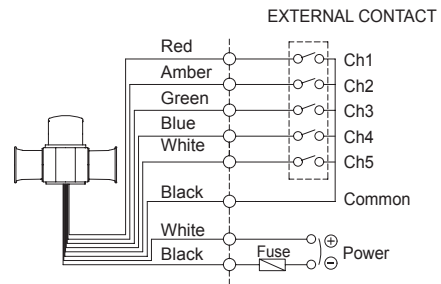 EXTERNAL CONTACT
Red
Ch1
Amber
Ch2
Green
Ch3
Blue
Ch4
White
Ch5
Black
Common
White
⊕
Black
Fuse
Power
⊖